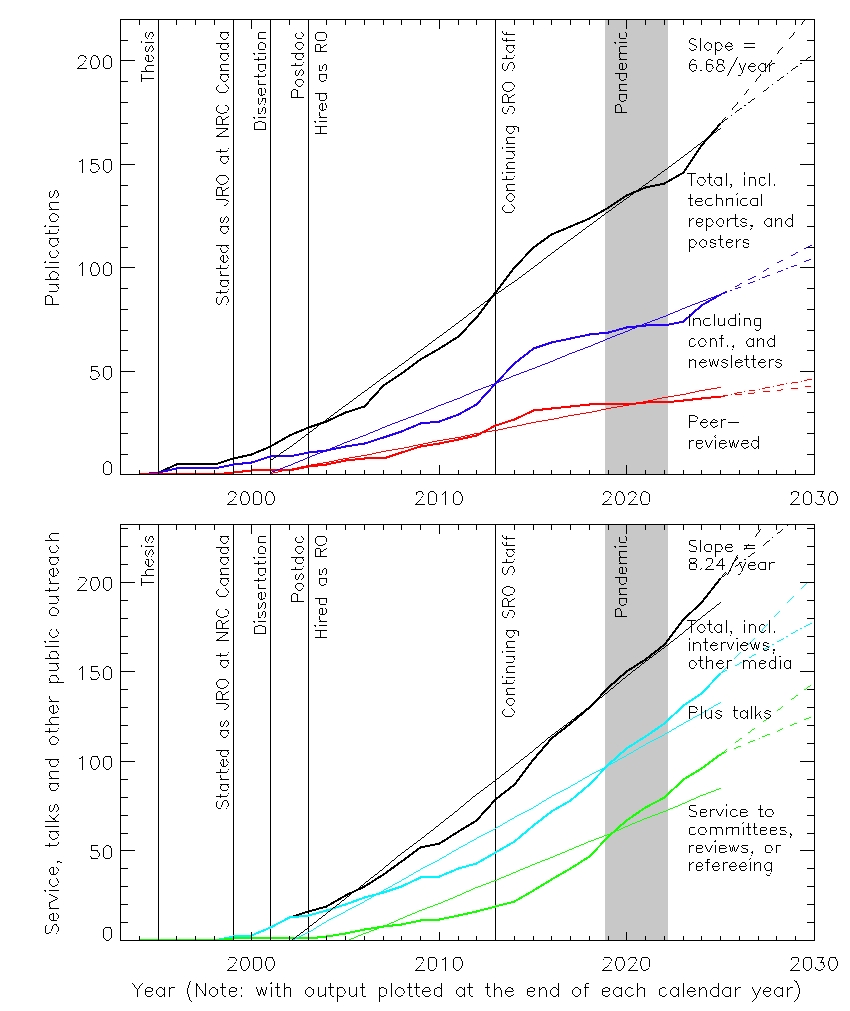 Publications
200
150
100
50
0
Thesis
Started as JRO at NRC Canada
Dissertation
Postdoc
Hired as RO
Continuing SRO Staff
Pandemic
Slope =
6.68/year
Total, incl.
technical
reports, and
posters
Including
conf., and
newsletters
Peer-
reviewed
2000 2010 2020 2030
Service, talks and other public outreach
200
150
100
50
0
Thesis
Started as JRO at NRC Canada
Dissertation
Postdoc
Hired as RO
Continuing SRO Staff
Pandemic
Slope =
8.24/year
Total, incl.
interviews,
other media
Plus talks
Service to
committees,
reviews, or
refereeing
2000 2010 2020 2030
Year (Note: with output plotted at the end of each calendar year)